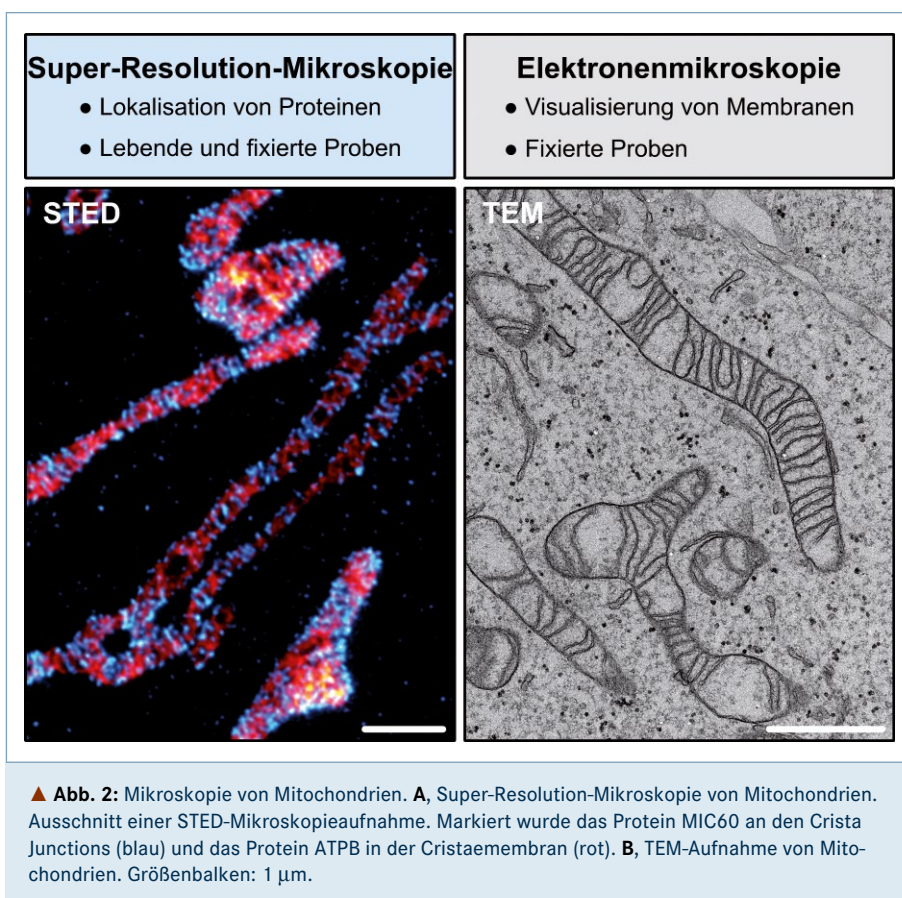 Super-Resolution-Mikroskopie
● Lokalisation von Proteinen
● Lebende und fixierte Proben
Elektronenmikroskopie
● Visualisierung von Membranen
● Fixierte Proben
STED
TEM
▲ Abb. 2: Mikroskopie von Mitochondrien. A, Super-Resolution-Mikroskopie von Mitochondrien.
Ausschnitt einer STED-Mikroskopieaufnahme. Markiert wurde das Protein MIC60 an den Crista
Junctions (blau) und das Protein ATPB in der Cristaemembran (rot). B, TEM-Aufnahme von Mito-
chondrien. Größenbalken: 1 µm.